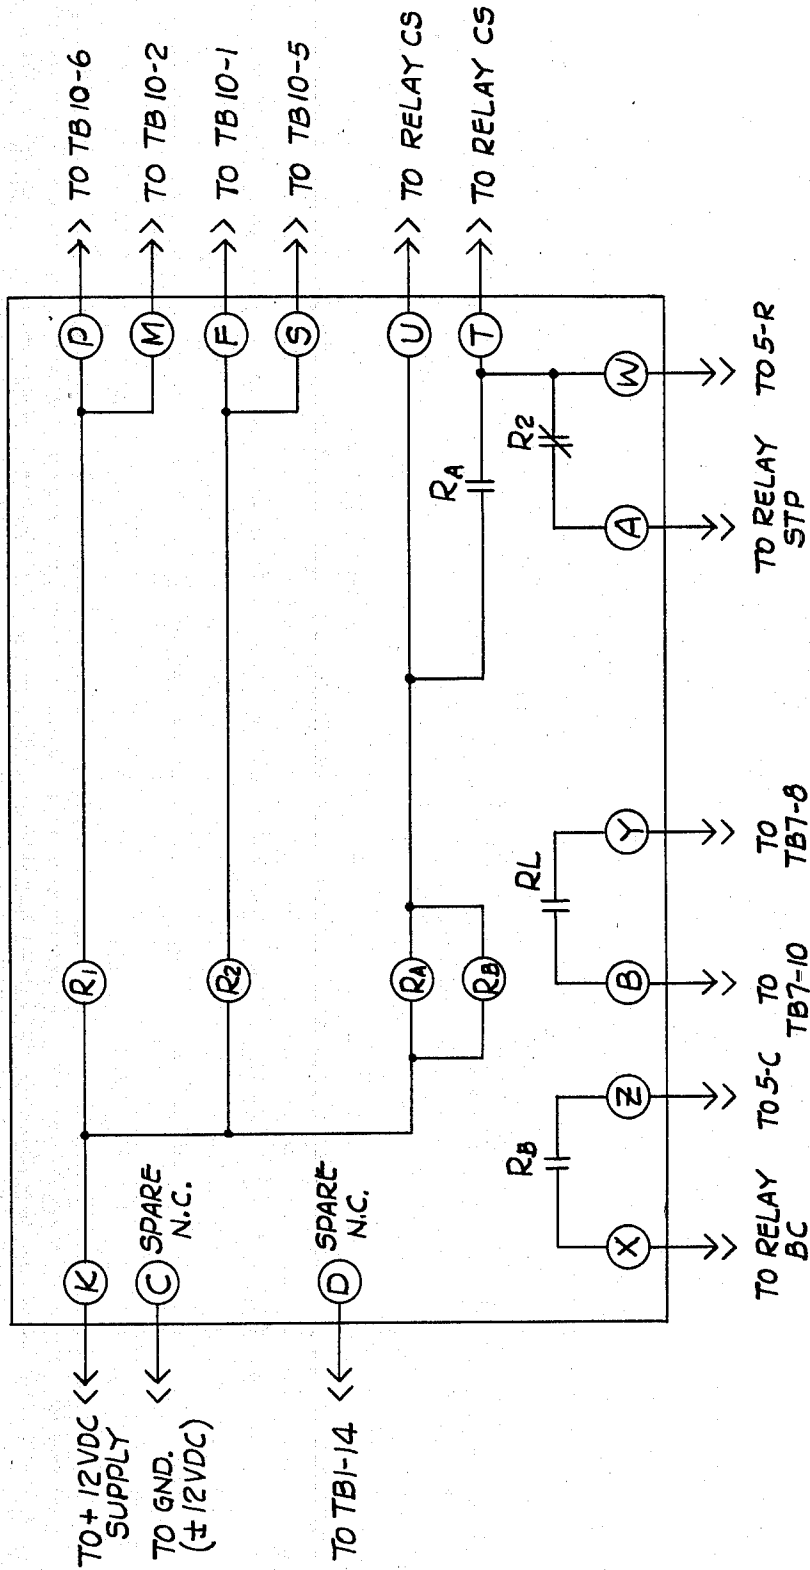 TO + 12VDC
SUPPLY
TO GND.
(± 12VDC)
TO TB1-14
K
C
SPARE
N.C.
D
SPARE
N.C.
R1
R2
RA
RB
P
M
F
S
U
T
TO TB10-6
TO TB10-2
TO TB10-1
TO TB10-5
TO RELAY CS
TO RELAY CS
RB
RL
RA
R2
X
Z
B
Y
A
W
TO RELAY
BC
TO 5-C
TO
TB7-10
TO
TB7-8
TO RELAY
STP
TO 5-R